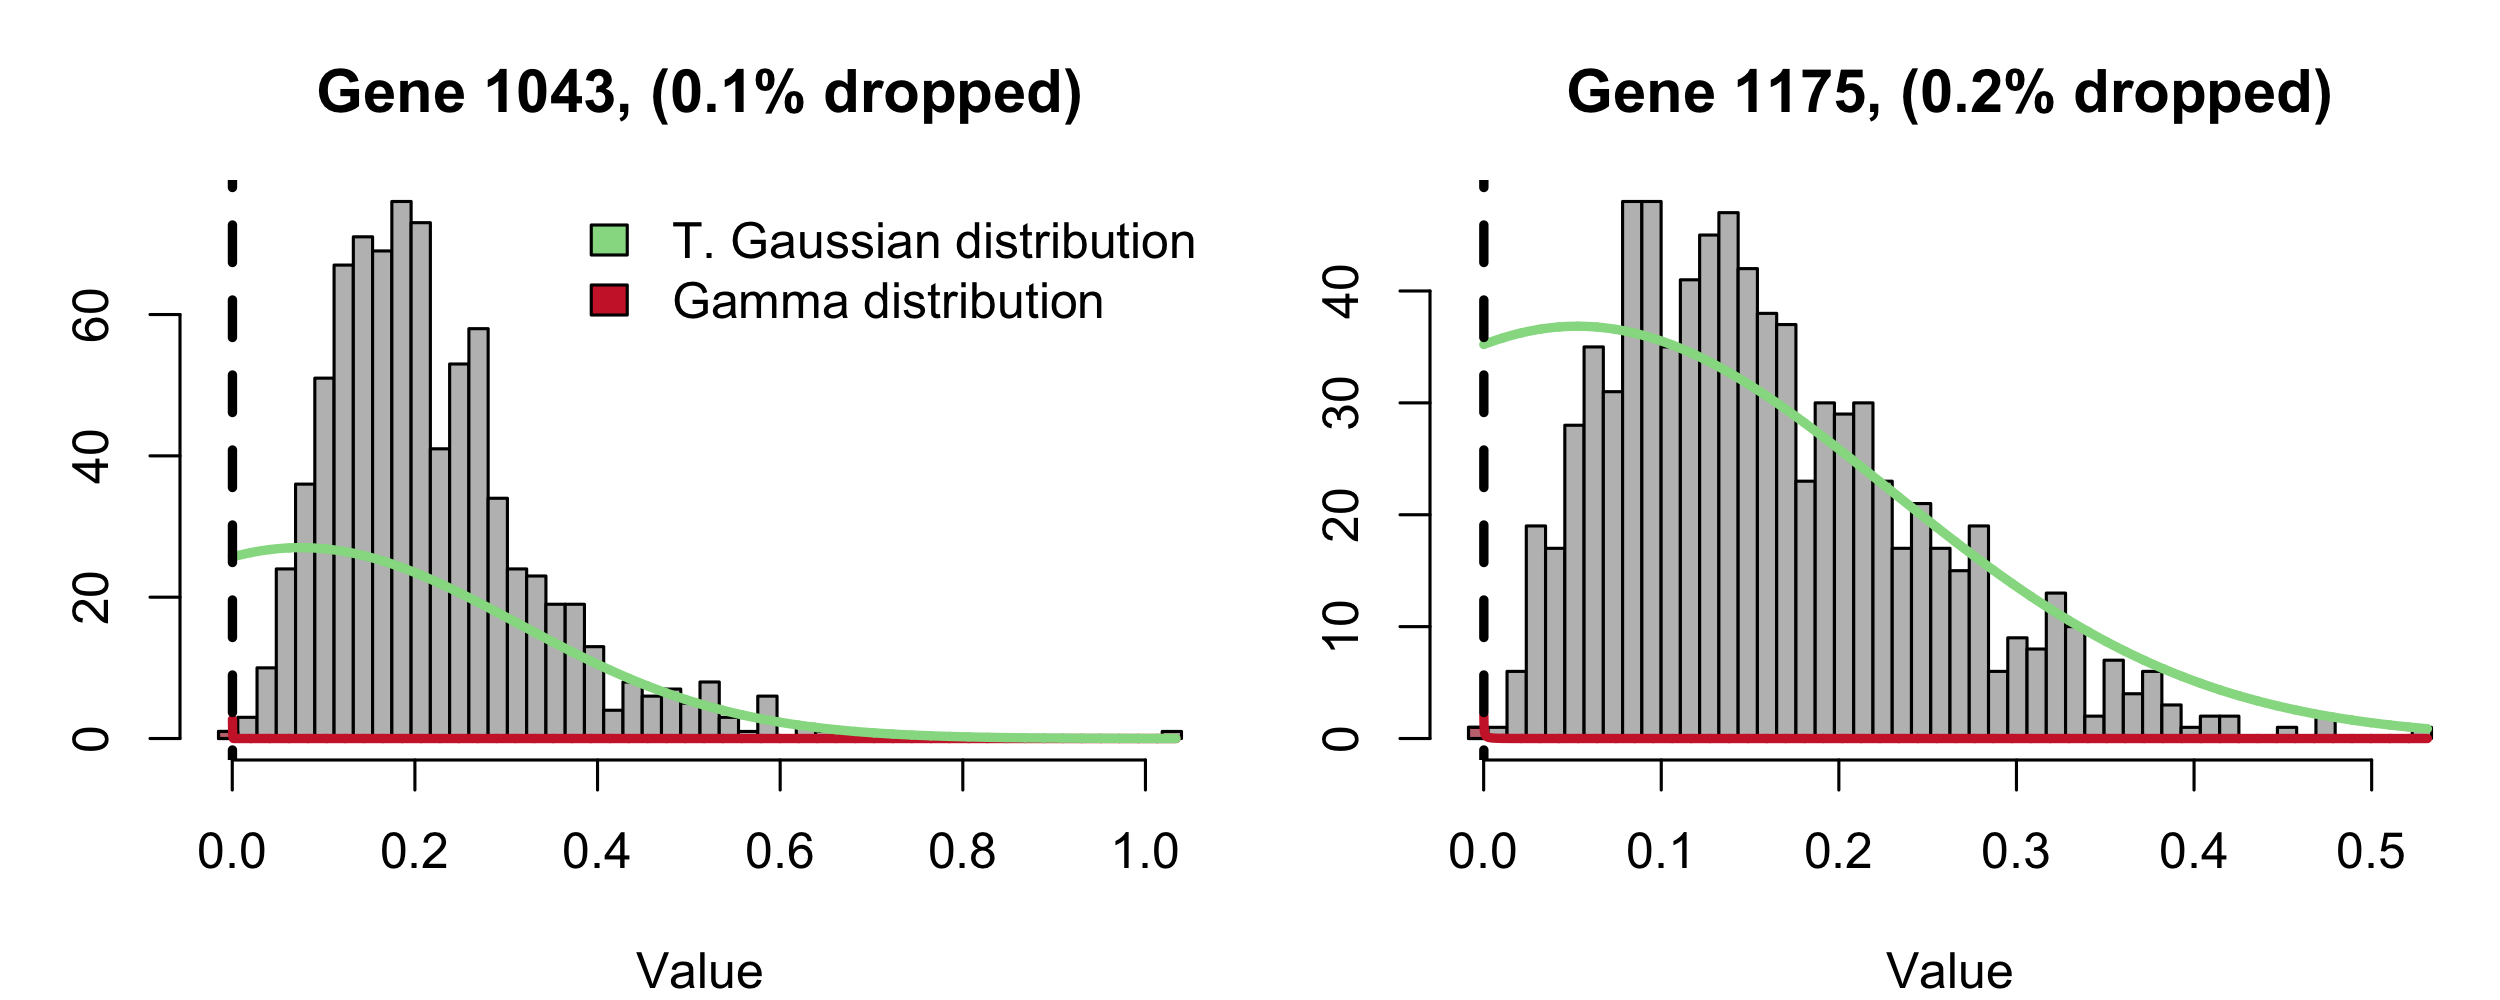 Gene 1043, (0.1% dropped)
T. Gaussian distribution
Gamma distribution
60
40
20
0
0.0 0.2 0.4 0.6 0.8 1.0
Value
Gene 1175, (0.2% dropped)
40
30
20
10
0
0.0 0.1 0.2 0.3 0.4 0.5
Value